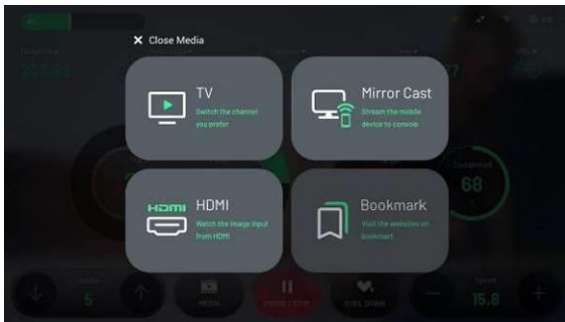 Close Media
TV
Switch the channel
you prefer
Mirror Cast
Stream the mobile
device to console
HDMI
HDMI
Watch the image input
from HDMI
Bookmark
Visit the websites on
bookmark
Completed
68
5
MEDIA
PAUSE / STOP
COOL DOWN
Speed
15.8